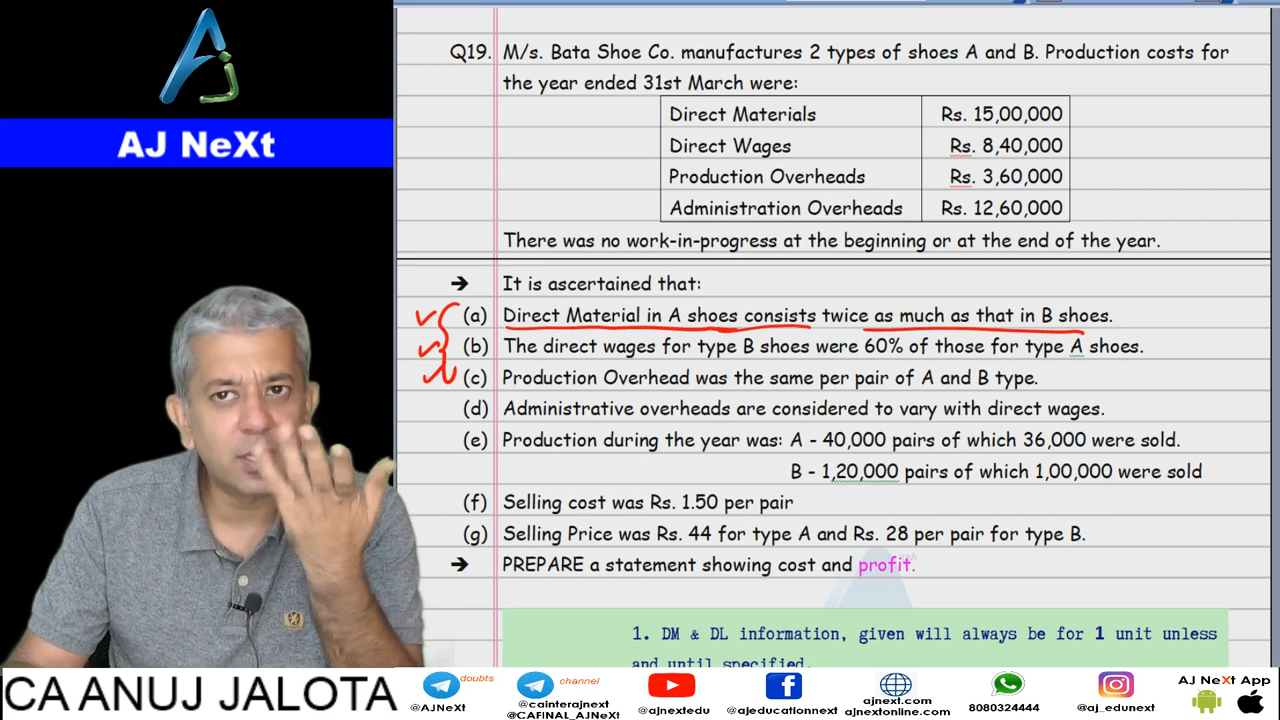 AJ NeXt
Q19. M/s. Bata Shoe Co. manufactures 2 types of shoes A and B. Production costs for
the year ended 31st March were:
Direct Materials Rs. 15,00,000
Direct Wages Rs. 8,40,000
Production Overheads Rs. 3,60,000
Administration Overheads Rs. 12,60,000
There was no work-in-progress at the beginning or at the end of the year.
→ It is ascertained that:
(a) Direct Material in A shoes consists twice as much as that in B shoes.
(b) The direct wages for type B shoes were 60% of those for type A shoes.
(c) Production Overhead was the same per pair of A and B type.
(d) Administrative overheads are considered to vary with direct wages.
(e) Production during the year was: A - 40,000 pairs of which 36,000 were sold.
B - 1,20,000 pairs of which 1,00,000 were sold
(f) Selling cost was Rs. 1.50 per pair
(g) Selling Price was Rs. 44 for type A and Rs. 28 per pair for type B.
→ PREPARE a statement showing cost and profit.
1. DM & DL information, given will always be for 1 unit unless
and until specified.
CA ANUJ JALOTA
doubts
@AJNeXt
channel
@cainterajnext
@CAFINAL_AJNeXt
@ajnextedu
@ajeducationnext
ajnext.com
ajnextonline.com
8080324444
@aj_edunext
AJ NeXt App